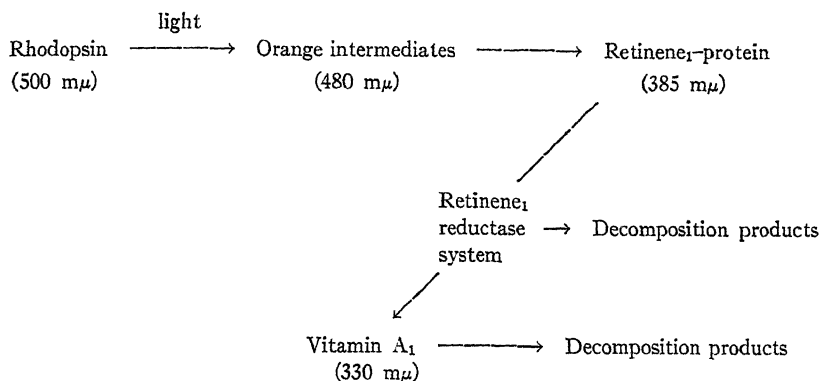 light
Rhodopsin → Orange intermediates → Retinene₁–protein
(500 mμ) (480 mμ) (385 mμ)
Retinene₁
reductase → Decomposition products
system
Vitamin A₁ → Decomposition products
(330 mμ)